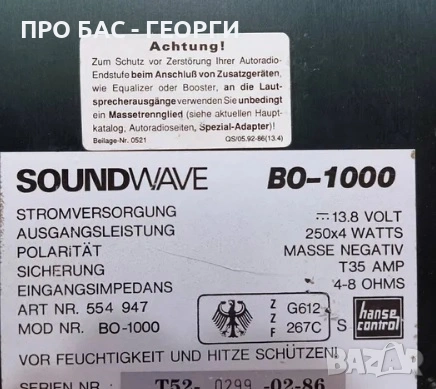 ПРО БАС - ГЕОРГИ
Achtung!
Zum Schutz vor Zerstörung Ihrer Autoradio-
Endstufe beim Anschluß von Zusatzgeräten,
wie Equalizer oder Booster, an die Laut-
sprecherausgänge verwenden Sie unbedingt
ein Massetrennglied (siehe aktuellen Haupt-
katalog, Autoradioseiten, Spezial-Adapter)!
Beilage-Nr. 0521 QS/05.92-86(13.4)
SOUNDWAVE BO-1000
STROMVERSORGUNG 13.8 VOLT
AUSGANGSLEISTUNG 250x4 WATTS
POLARITÄT MASSE NEGATIV
SICHERUNG T35 AMP
EINGANGSIMPEDANS 4-8 OHMS
ART NR. 554 947 Z Z F G612 267C S hanse control
MOD NR. BO-1000
VOR FEUCHTIGKEIT UND HITZE SCHÜTZEN!
SERIEN NR : T52- 0299 -02-86
bazar